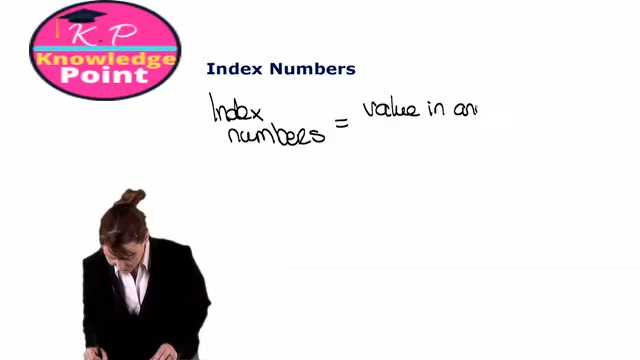 K.P
Knowledge
Point
Index Numbers
Index
numbers = value in an